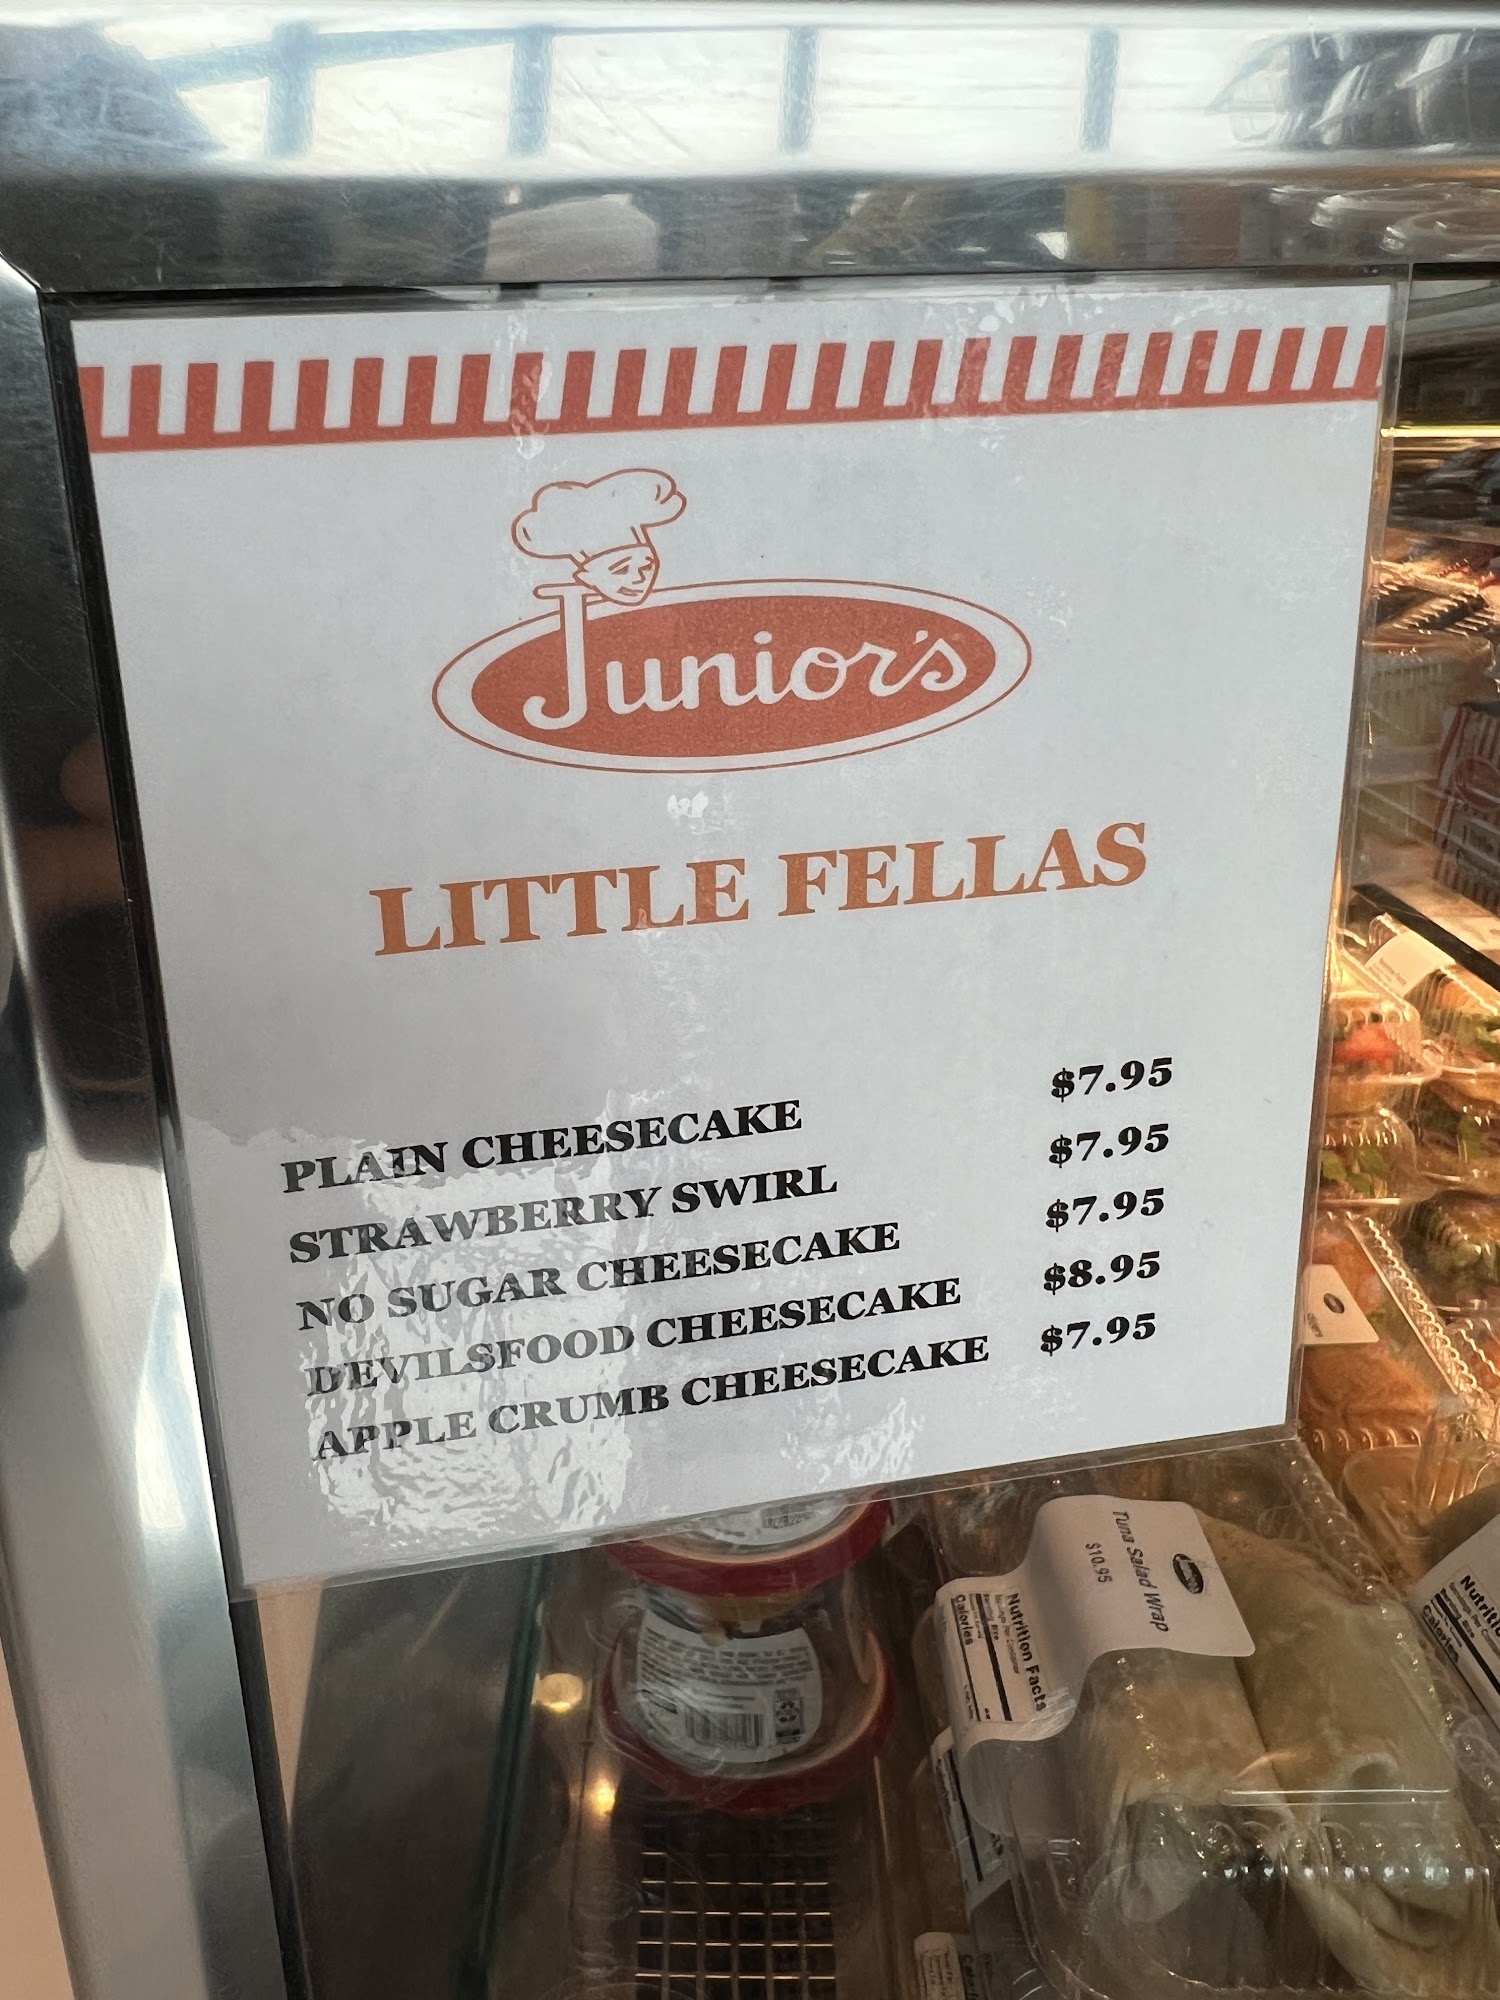 Junior's
LITTLE FELLAS
PLAIN CHEESECAKE $7.95
STRAWBERRY SWIRL $7.95
NO SUGAR CHEESECAKE $7.95
DEVILSFOOD CHEESECAKE $8.95
APPLE CRUMB CHEESECAKE $7.95
Tuna Salad Wrap
$10.95
Nutrition Facts
Calories